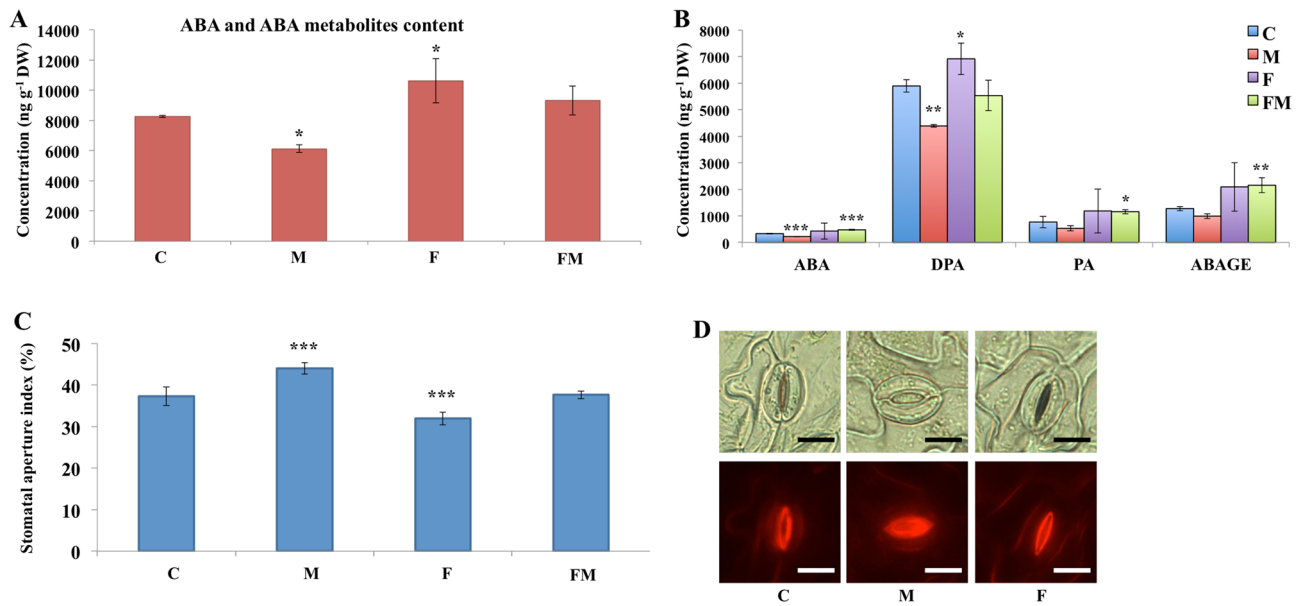 A
ABA and ABA metabolites content
Concentration (ng g-1 DW)
14000
12000
10000
8000
6000
4000
2000
0
*
*
C
M
F
FM
B
Concentration (ng g-1 DW)
8000
7000
6000
5000
4000
3000
2000
1000
0
*** ***
**
*
*
**
C
M
F
FM
ABA
DPA
PA
ABAGE
C
Stomatal aperture index (%)
50
40
30
20
10
0
***
***
C
M
F
FM
D
C
M
F